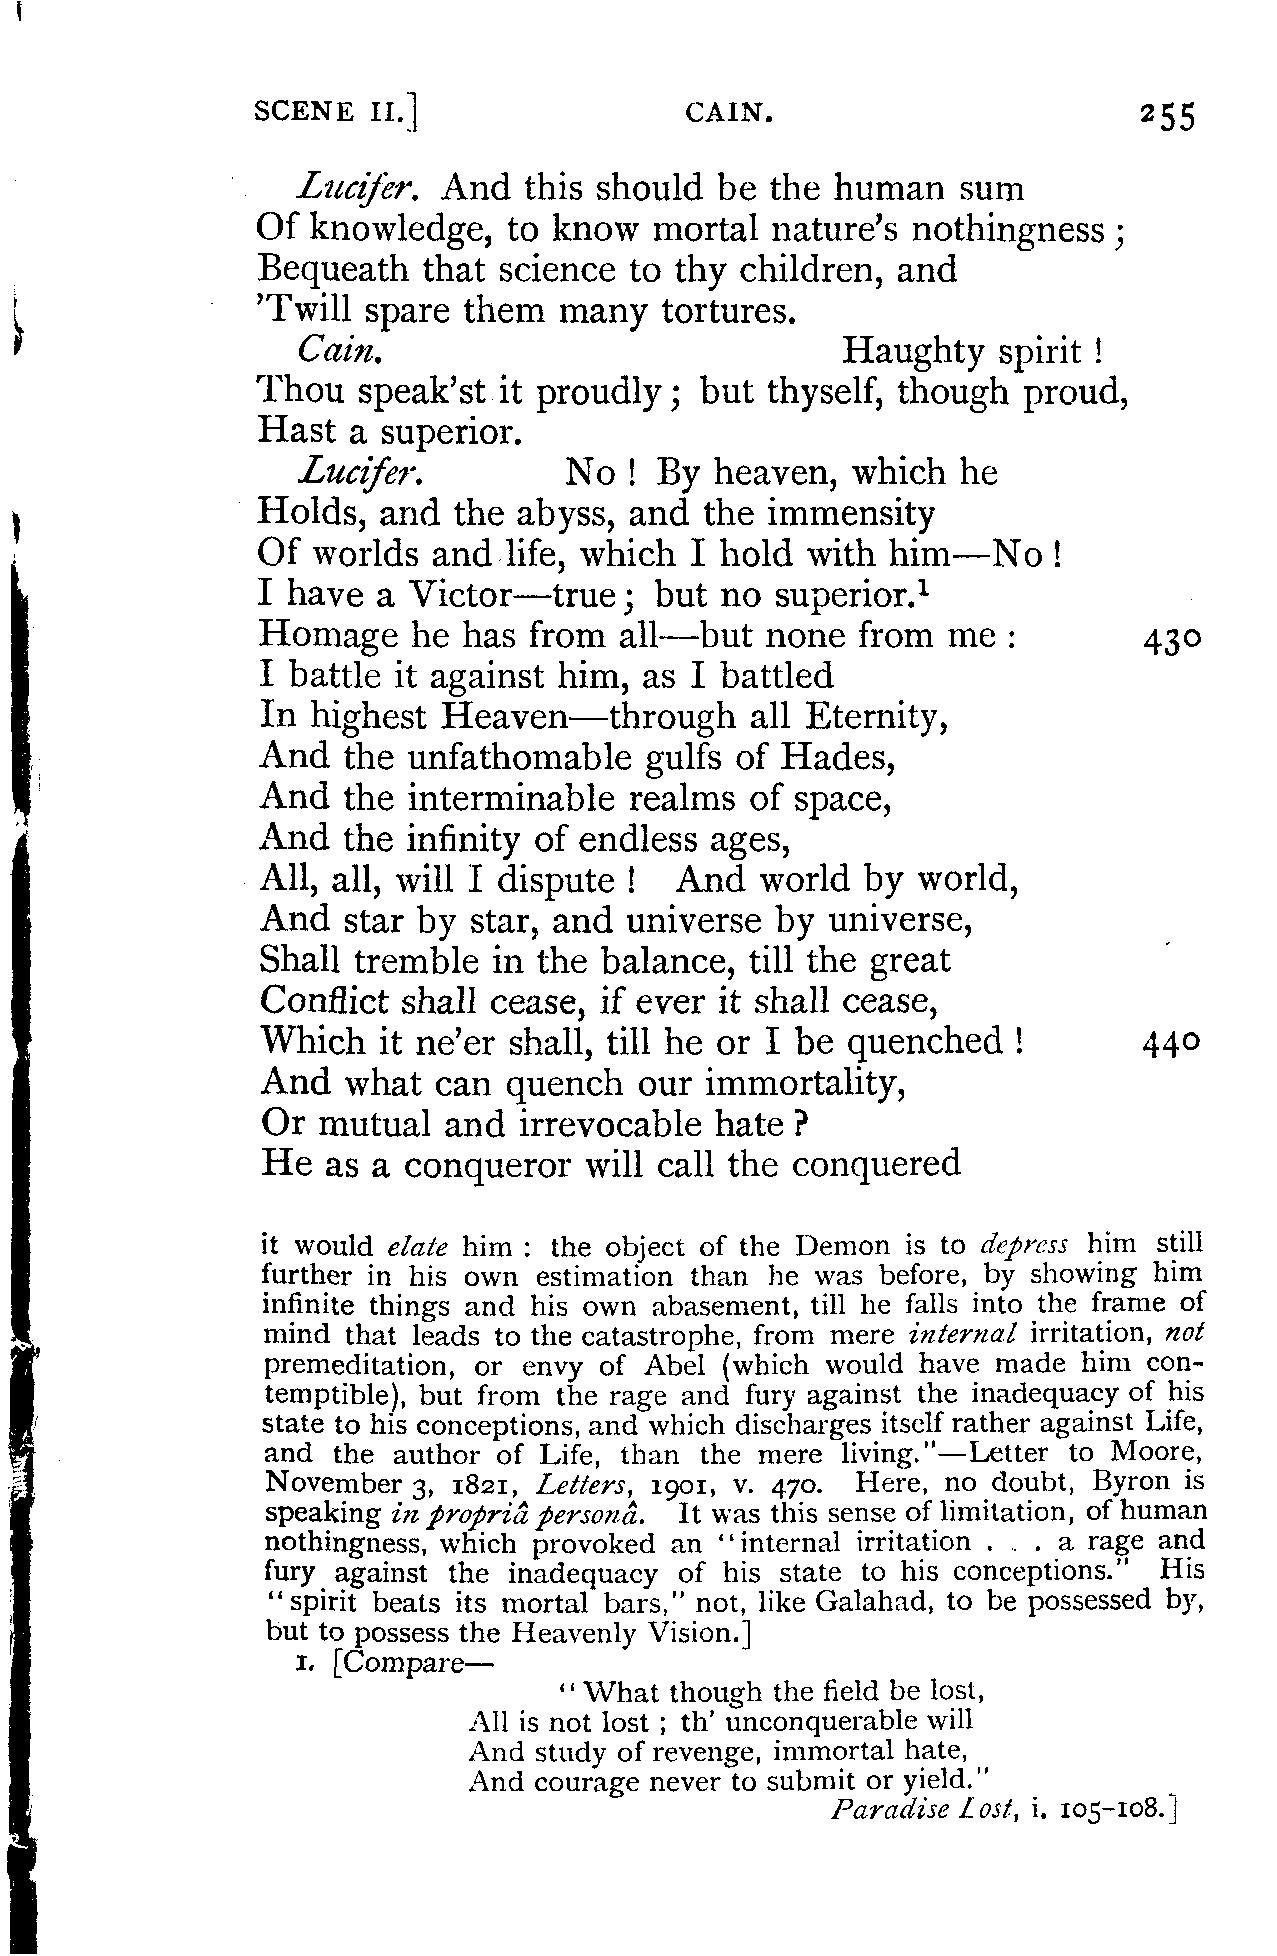 SCENE II.] CAIN. 255
Lucifer. And this should be the human sum
Of knowledge, to know mortal nature's nothingness ;
Bequeath that science to thy children, and
'Twill spare them many tortures.
Cain. Haughty spirit !
Thou speak'st it proudly ; but thyself, though proud,
Hast a superior.
Lucifer. No ! By heaven, which he
Holds, and the abyss, and the immensity
Of worlds and life, which I hold with him—No !
I have a Victor—true ; but no superior.¹
Homage he has from all—but none from me : 430
I battle it against him, as I battled
In highest Heaven—through all Eternity,
And the unfathomable gulfs of Hades,
And the interminable realms of space,
And the infinity of endless ages,
All, all, will I dispute ! And world by world,
And star by star, and universe by universe,
Shall tremble in the balance, till the great
Conflict shall cease, if ever it shall cease,
Which it ne'er shall, till he or I be quenched ! 440
And what can quench our immortality,
Or mutual and irrevocable hate ?
He as a conqueror will call the conquered
it would elate him : the object of the Demon is to depress him still
further in his own estimation than he was before, by showing him
infinite things and his own abasement, till he falls into the frame of
mind that leads to the catastrophe, from mere internal irritation, not
premeditation, or envy of Abel (which would have made him con-
temptible), but from the rage and fury against the inadequacy of his
state to his conceptions, and which discharges itself rather against Life,
and the author of Life, than the mere living."—Letter to Moore,
November 3, 1821, Letters, 1901, v. 470. Here, no doubt, Byron is
speaking in propriâ personâ. It was this sense of limitation, of human
nothingness, which provoked an "internal irritation . . . a rage and
fury against the inadequacy of his state to his conceptions." His
"spirit beats its mortal bars," not, like Galahad, to be possessed by,
but to possess the Heavenly Vision.]
1. [Compare—
"What though the field be lost,
All is not lost ; th' unconquerable will
And study of revenge, immortal hate,
And courage never to submit or yield."
Paradise Lost, i. 105-108.]